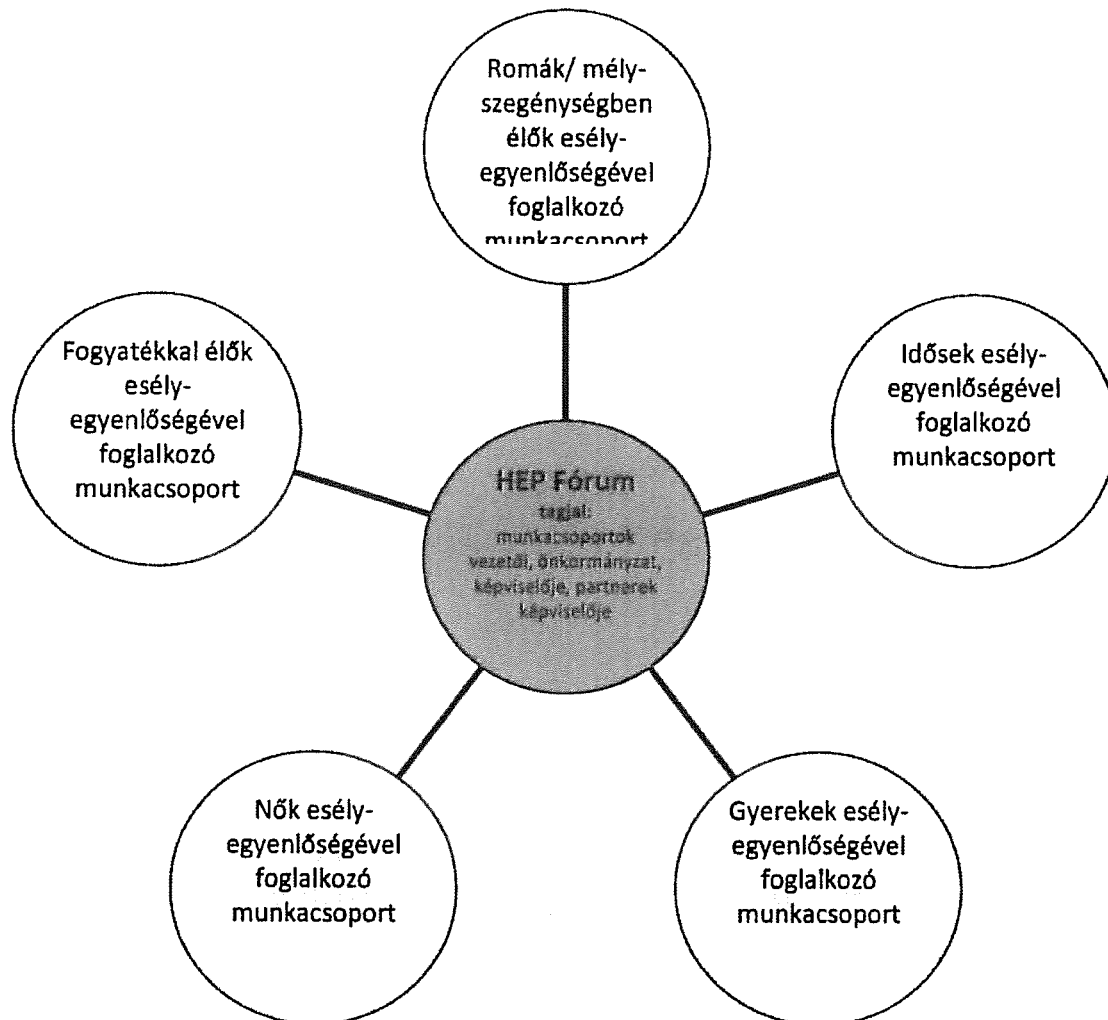 Romák/ mély-
szegénységben
élők esély-
egyenlőségével
foglalkozó
munkacsoport
Fogyatékkal élők
esély-
egyenlőségével
foglalkozó
munkacsoport
Idősek esély-
egyenlőségével
foglalkozó
munkacsoport
HEP Fórum
tagjai:
munkacsoportok
vezetői, önkormányzat,
képviselője, partnerek
képviselője
Nők esély-
egyenlőségével
foglalkozó
munkacsoport
Gyerekek esély-
egyenlőségével
foglalkozó
munkacsoport